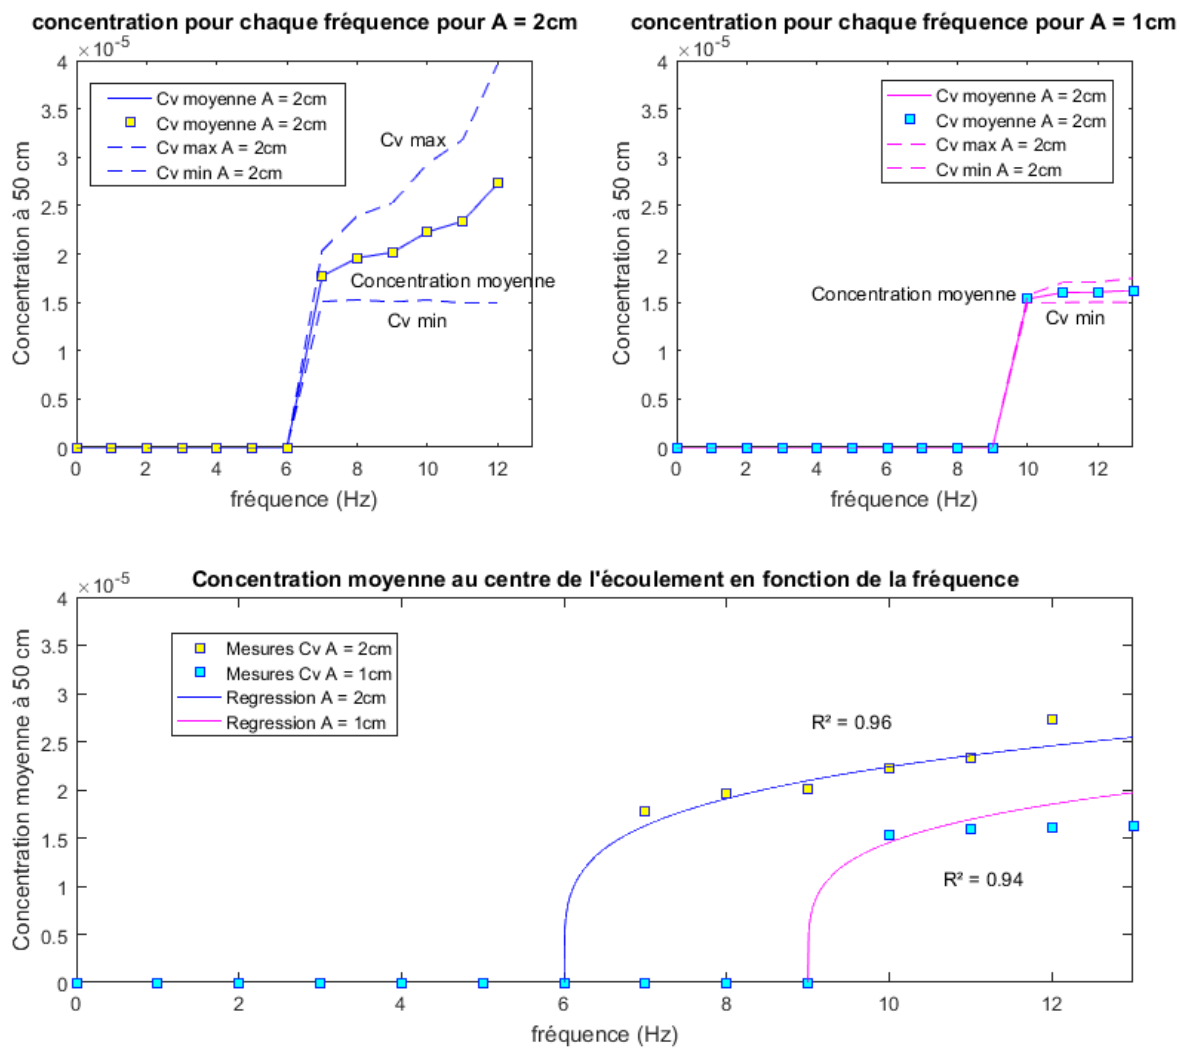 concentration pour chaque fréquence pour A = 2cm
×10-5
4
3.5
3
2.5
2
1.5
1
0.5
0
Concentration à 50 cm
Cv moyenne A = 2cm
Cv moyenne A = 2cm
Cv max A = 2cm
Cv min A = 2cm
Cv max
Concentration moyenne
Cv min
0 2 4 6 8 10 12
fréquence (Hz)
concentration pour chaque fréquence pour A = 1cm
×10-5
4
3.5
3
2.5
2
1.5
1
0.5
0
Concentration à 50 cm
Cv moyenne A = 2cm
Cv moyenne A = 2cm
Cv max A = 2cm
Cv min A = 2cm
Concentration moyenne
Cv min
0 2 4 6 8 10 12
fréquence (Hz)
Concentration moyenne au centre de l'écoulement en fonction de la fréquence
×10-5
4
3.5
3
2.5
2
1.5
1
0.5
0
Concentration moyenne à 50 cm
Mesures Cv A = 2cm
Mesures Cv A = 1cm
Regression A = 2cm
Regression A = 1cm
R² = 0.96
R² = 0.94
0 2 4 6 8 10 12
fréquence (Hz)